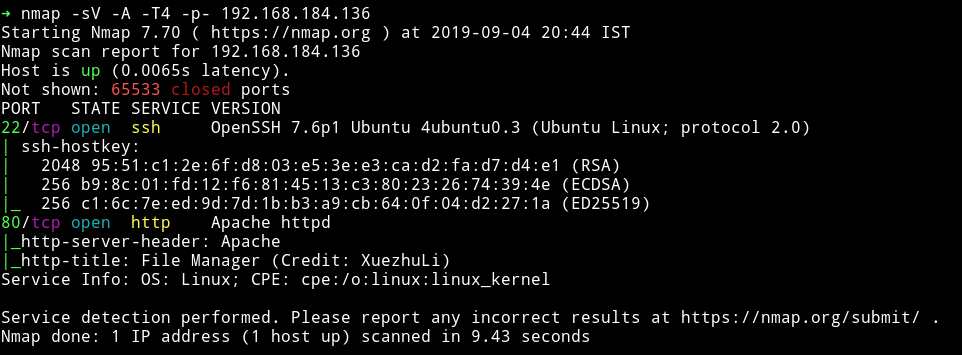 ➜ nmap -sV -A -T4 -p- 192.168.184.136
Starting Nmap 7.70 ( https://nmap.org ) at 2019-09-04 20:44 IST
Nmap scan report for 192.168.184.136
Host is up (0.0065s latency).
Not shown: 65533 closed ports
PORT   STATE SERVICE VERSION
22/tcp open  ssh     OpenSSH 7.6p1 Ubuntu 4ubuntu0.3 (Ubuntu Linux; protocol 2.0)
| ssh-hostkey:
|   2048 95:51:c1:2e:6f:d8:03:e5:3e:e3:ca:d2:fa:d7:d4:e1 (RSA)
|   256 b9:8c:01:fd:12:f6:81:45:13:c3:80:23:26:74:39:4e (ECDSA)
|_  256 c1:6c:7e:ed:9d:7d:1b:b3:a9:cb:64:0f:04:d2:27:1a (ED25519)
80/tcp open  http    Apache httpd
|_http-server-header: Apache
|_http-title: File Manager (Credit: XuezhuLi)
Service Info: OS: Linux; CPE: cpe:/o:linux:linux_kernel

Service detection performed. Please report any incorrect results at https://nmap.org/submit/ .
Nmap done: 1 IP address (1 host up) scanned in 9.43 seconds